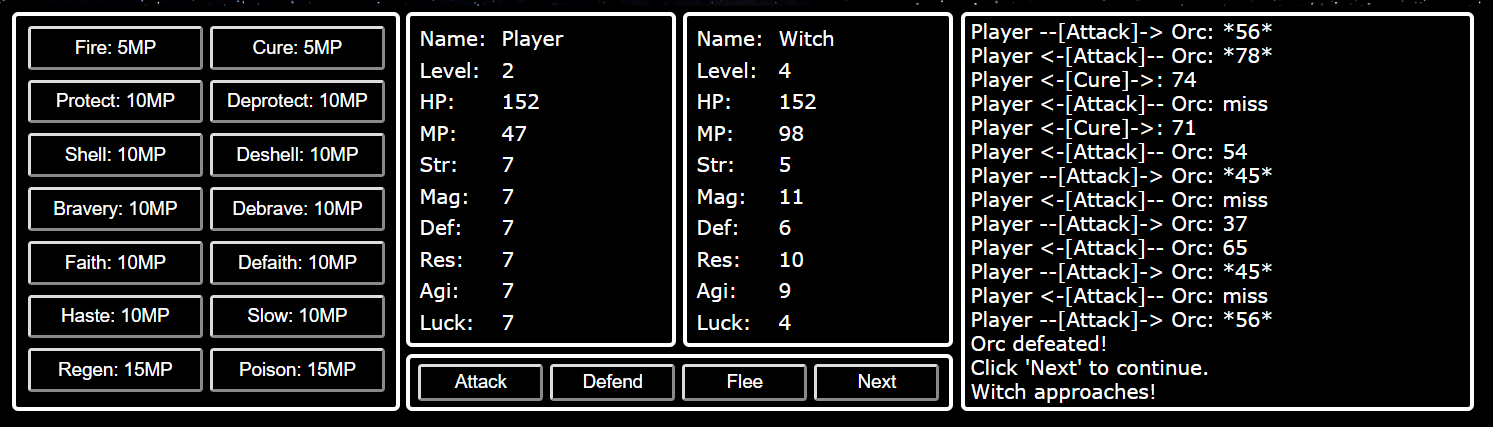 Fire: 5MP Cure: 5MP
Protect: 10MP Deprotect: 10MP
Shell: 10MP Deshell: 10MP
Bravery: 10MP Debrave: 10MP
Faith: 10MP Defaith: 10MP
Haste: 10MP Slow: 10MP
Regen: 15MP Poison: 15MP
Name: Player
Level: 2
HP: 152
MP: 47
Str: 7
Mag: 7
Def: 7
Res: 7
Agi: 7
Luck: 7
Name: Witch
Level: 4
HP: 152
MP: 98
Str: 5
Mag: 11
Def: 6
Res: 10
Agi: 9
Luck: 4
Attack Defend Flee Next
Player --[Attack]-> Orc: *56*
Player <-[Attack]-- Orc: *78*
Player <-[Cure]->: 74
Player <-[Attack]-- Orc: miss
Player <-[Cure]->: 71
Player <-[Attack]-- Orc: 54
Player --[Attack]-> Orc: *45*
Player <-[Attack]-- Orc: miss
Player --[Attack]-> Orc: 37
Player <-[Attack]-- Orc: 65
Player --[Attack]-> Orc: *45*
Player <-[Attack]-- Orc: miss
Player --[Attack]-> Orc: *56*
Orc defeated!
Click 'Next' to continue.
Witch approaches!